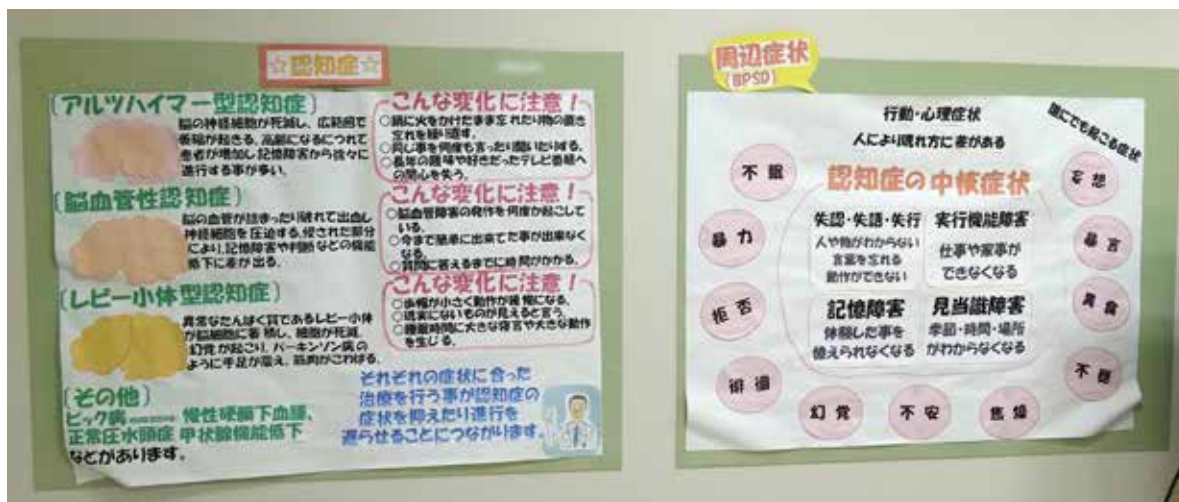 ☆認知症☆
〔アルツハイマー型認知症〕
脳の神経細胞が死滅し、広範囲で
萎縮が起きる。高齢になるにつれて
患者が増加し記憶障害から徐々に
進行する事が多い。
こんな変化に注意!
○鍋に火をかけたまま忘れたり物の置き
忘れを繰り返す。
○同じ事を何度も言ったり聞いたりする。
○長年の趣味や好きだったテレビ番組へ
の関心を失う。
〔脳血管性認知症〕
脳の血管が詰まったり破れて出血し
神経細胞を圧迫する。侵された部分
により、記憶障害や判断などの機能
低下に差が出る。
こんな変化に注意!
○脳血管障害の発作を何度か起こして
いる。
○今まで簡単に出来てた事が出来なく
なる。
○質問に答えるまでに時間がかかる。
〔レビー小体型認知症〕
異常なたんぱく質であるレビー小体
が脳細胞に蓄積し、細胞が死滅。
幻覚が起こり、パーキンソン病の
ように手足が震え、筋肉がこわばる。
こんな変化に注意!
○歩幅が小さく動作が緩慢になる。
○現実にないものが見えると言う。
○睡眠時間に大きな寝言や大きな動作
を生じる。
〔その他〕
ピック病 慢性硬膜下血腫、
正常圧水頭症 甲状腺機能低下
などがあります。
それぞれの症状に合った
治療を行う事が認知症の
症状を抑えたり進行を
遅らせることにつながります。
周辺症状
(BPSD)
行動・心理症状
人により現れ方に差がある
誰にでも起こる症状
認知症の中核症状
失認・失語・失行
人や物がわからない
言葉を忘れる
動作ができない
実行機能障害
仕事や家事が
できなくなる
記憶障害
体験した事を
憶えられなくなる
見当識障害
季節・時間・場所
がわからなくなる
不眠
暴力
拒否
徘徊
幻覚
不安
焦燥
不穏
異食
暴言
妄想